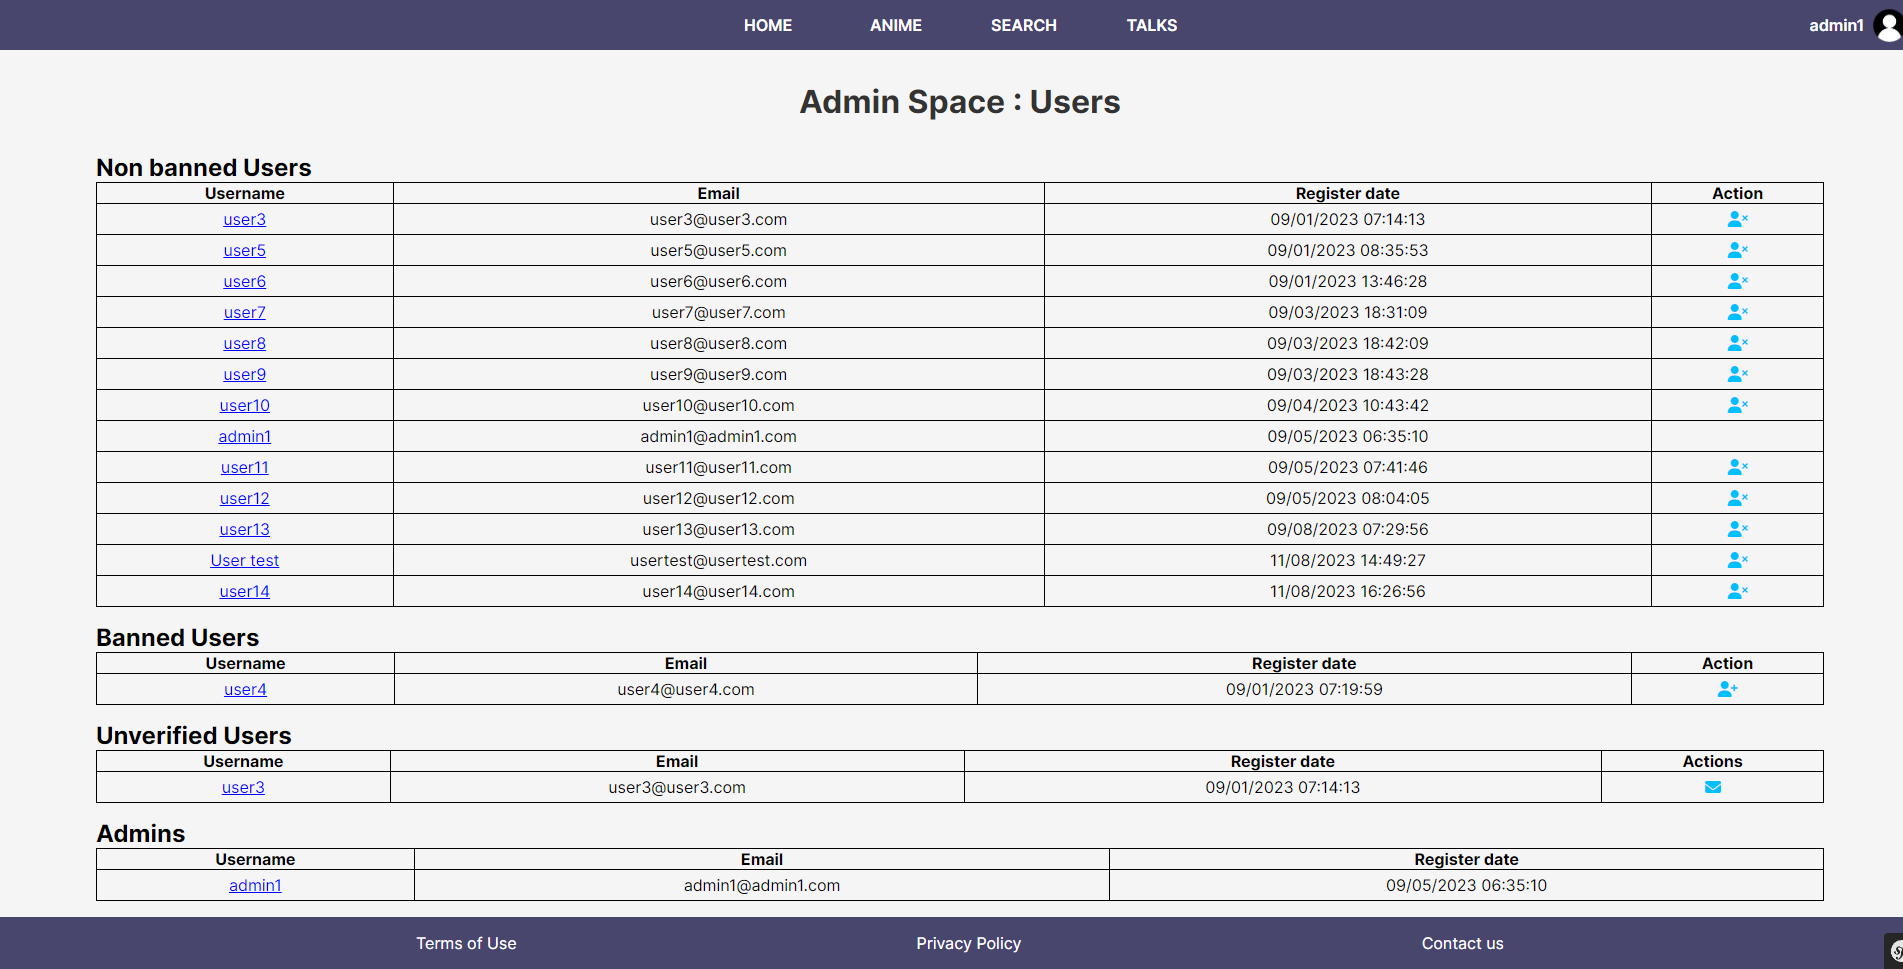 HOME ANIME SEARCH TALKS admin1
Admin Space : Users
Non banned Users
Username Email Register date Action
user3 user3@user3.com 09/01/2023 07:14:13
user5 user5@user5.com 09/01/2023 08:35:53
user6 user6@user6.com 09/01/2023 13:46:28
user7 user7@user7.com 09/03/2023 18:31:09
user8 user8@user8.com 09/03/2023 18:42:09
user9 user9@user9.com 09/03/2023 18:43:28
user10 user10@user10.com 09/04/2023 10:43:42
admin1 admin1@admin1.com 09/05/2023 06:35:10
user11 user11@user11.com 09/05/2023 07:41:46
user12 user12@user12.com 09/05/2023 08:04:05
user13 user13@user13.com 09/08/2023 07:29:56
User test usertest@usertest.com 11/08/2023 14:49:27
user14 user14@user14.com 11/08/2023 16:26:56
Banned Users
Username Email Register date Action
user4 user4@user4.com 09/01/2023 07:19:59
Unverified Users
Username Email Register date Actions
user3 user3@user3.com 09/01/2023 07:14:13
Admins
Username Email Register date
admin1 admin1@admin1.com 09/05/2023 06:35:10
Terms of Use Privacy Policy Contact us